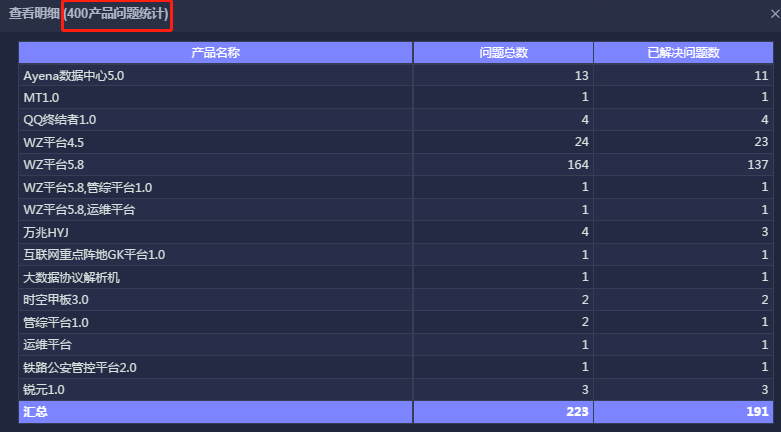 查看明细 (400产品问题统计)
产品名称 问题总数 已解决问题数
Ayena数据中心5.0 13 11
MT1.0 1 1
QQ终结者1.0 4 4
WZ平台4.5 24 23
WZ平台5.8 164 137
WZ平台5.8,管综平台1.0 1 1
WZ平台5.8,运维平台 1 1
万兆HYJ 4 3
互联网重点阵地GK平台1.0 1 1
大数据协议解析机 1 1
时空甲板3.0 2 2
管综平台1.0 2 1
运维平台 1 1
铁路公安管控平台2.0 1 1
锐元1.0 3 3
汇总 223 191